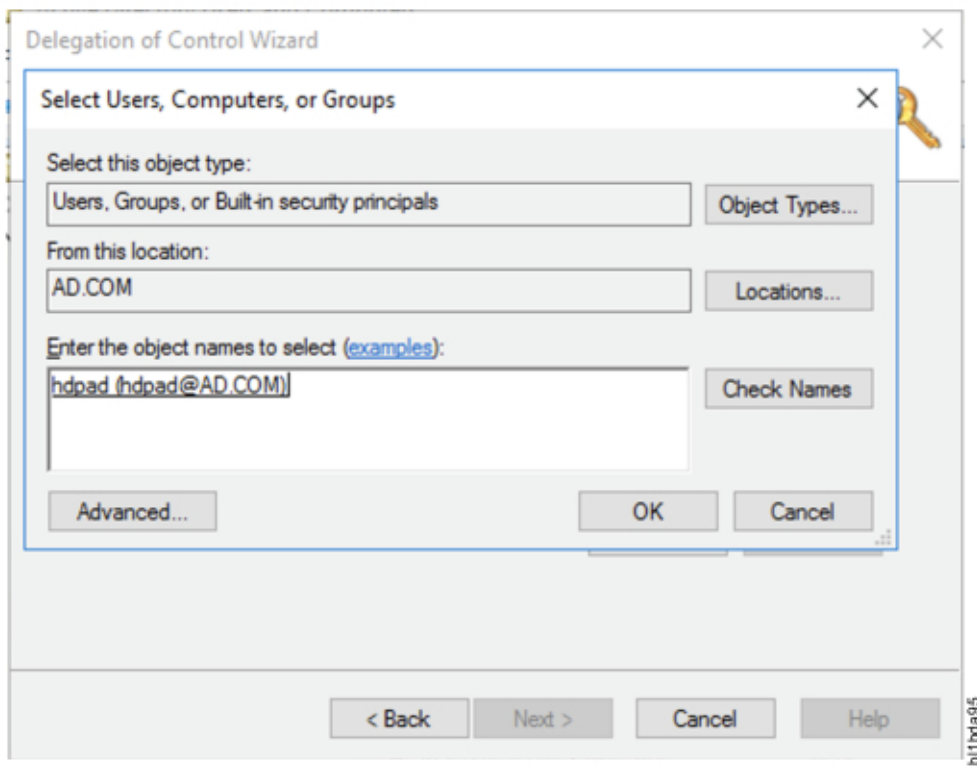 Delegation of Control Wizard
Select Users, Computers, or Groups
Select this object type:
Users, Groups, or Built-in security principals
Object Types...
From this location:
AD.COM
Locations...
Enter the object names to select (examples):
hdpad (hdpad@AD.COM)
Check Names
Advanced...
OK
Cancel
< Back
Next >
Cancel
Help
bl1bda95